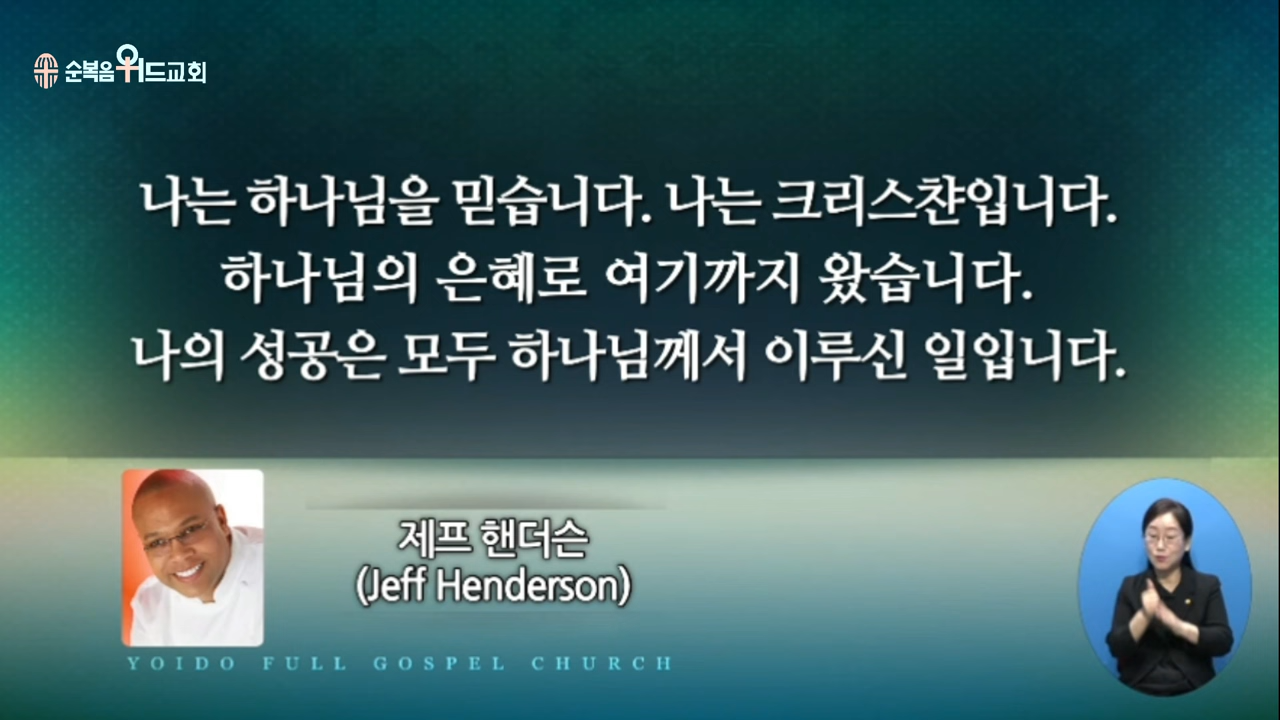 순복음위드교회
나는 하나님을 믿습니다. 나는 크리스챤입니다.
하나님의 은혜로 여기까지 왔습니다.
나의 성공은 모두 하나님께서 이루신 일입니다.
제프 핸더슨
(Jeff Henderson)
YOIDO FULL GOSPEL CHURCH